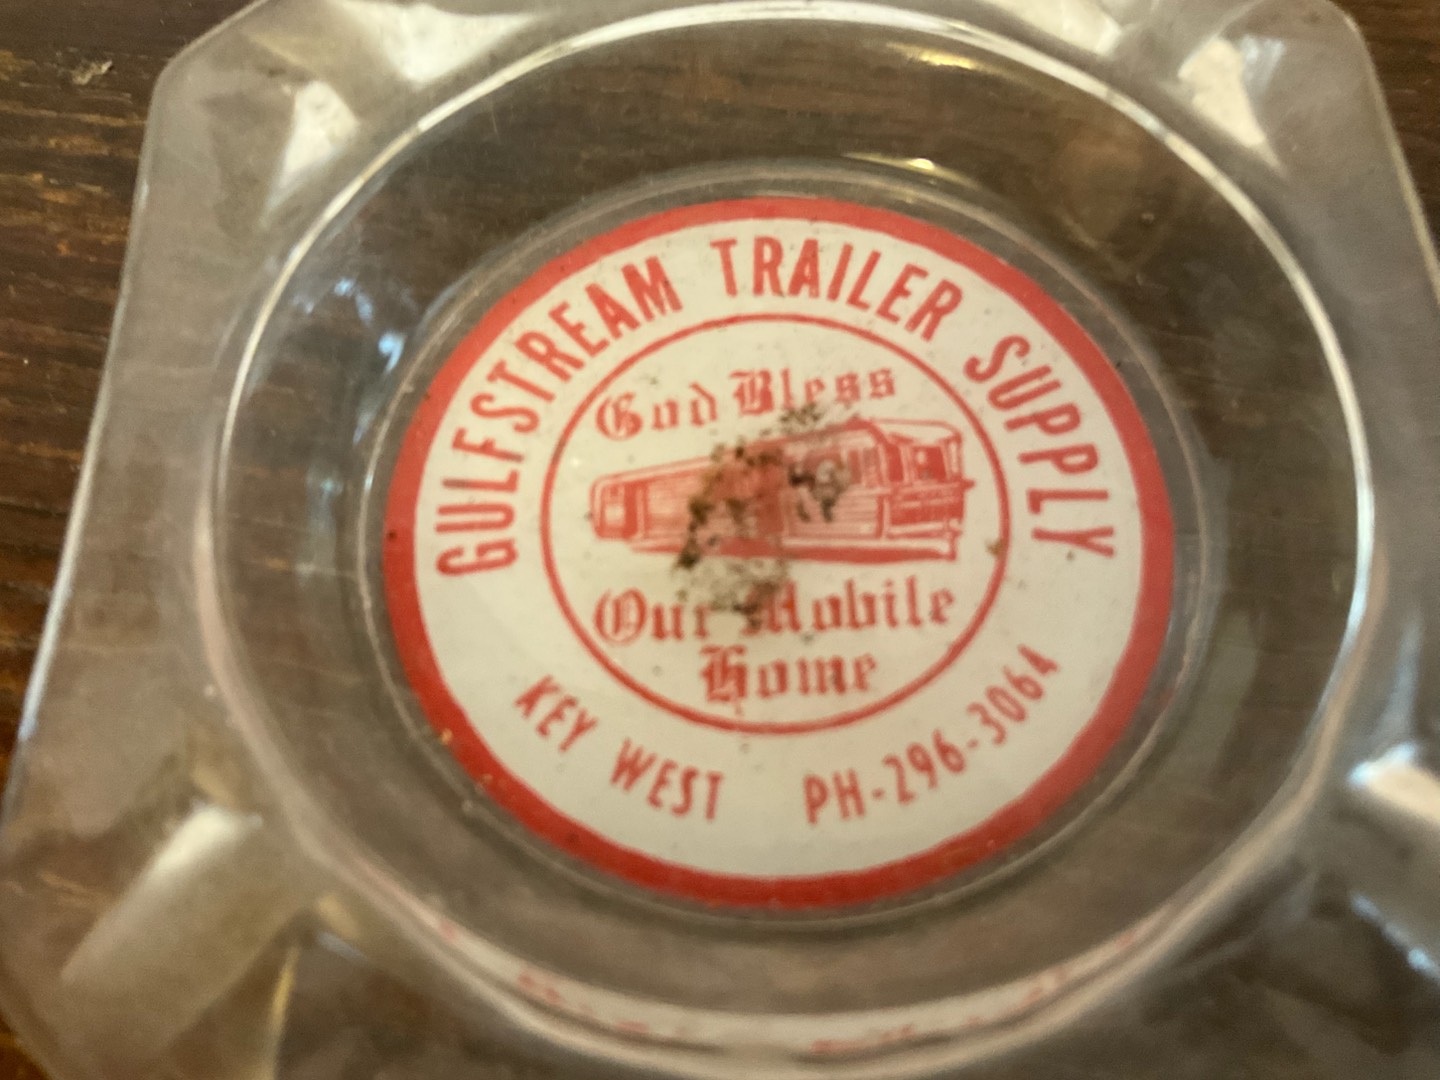 GULFSTREAM TRAILER SUPPLY
God Bless
Our Mobile
Home
KEY WEST PH-296-3064